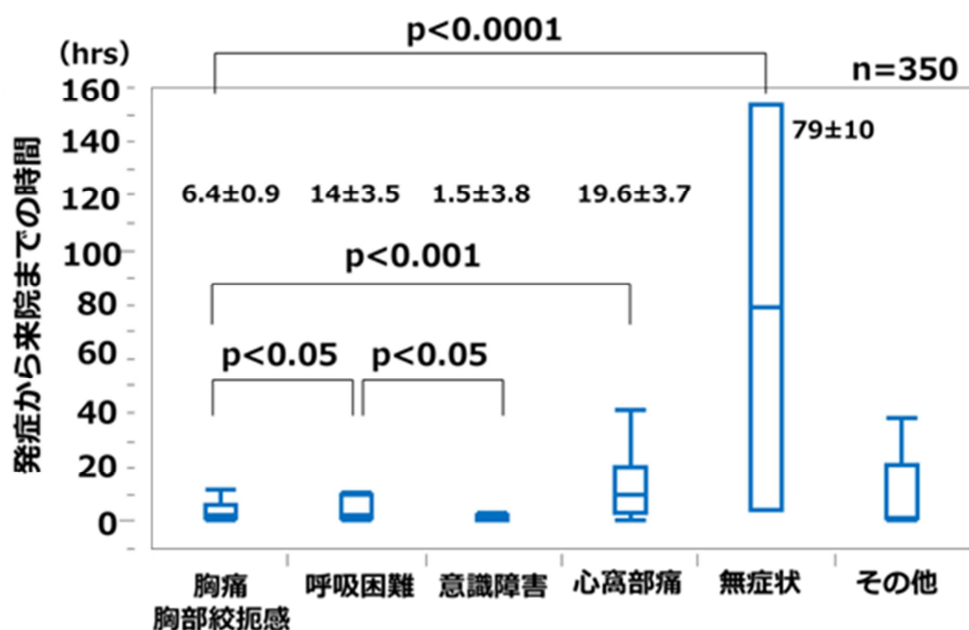 p<0.0001
(hrs)
n=350
160
140
120
100
80
60
40
20
0
発症から来院までの時間
79±10
6.4±0.9
14±3.5
1.5±3.8
19.6±3.7
p<0.001
p<0.05
p<0.05
胸痛
胸部絞扼感
呼吸困難
意識障害
心窩部痛
無症状
その他